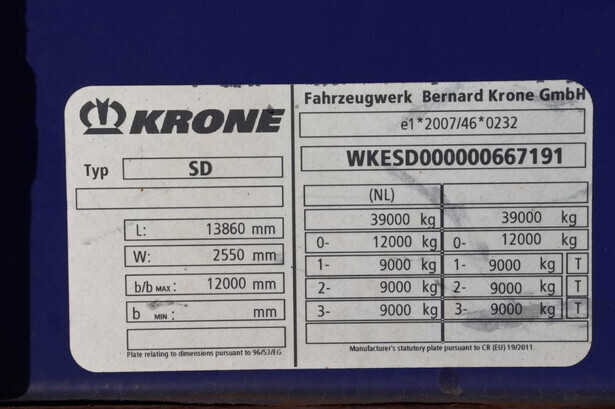 KRONE
Typ SD
L: 13860 mm
W: 2550 mm
b/b MAX: 12000 mm
b MIN: mm
Plate relating to dimensions pursuant to 96/53/EG
Fahrzeugwerk Bernard Krone GmbH
e1*2007/46*0232
WKESD000000667191
(NL)
39000 kg 39000 kg
0- 12000 kg 0- 12000 kg
1- 9000 kg 1- 9000 kg T
2- 9000 kg 2- 9000 kg T
3- 9000 kg 3- 9000 kg T
Manufacturer's statutory plate pursuant to CR (EU) 19/2011